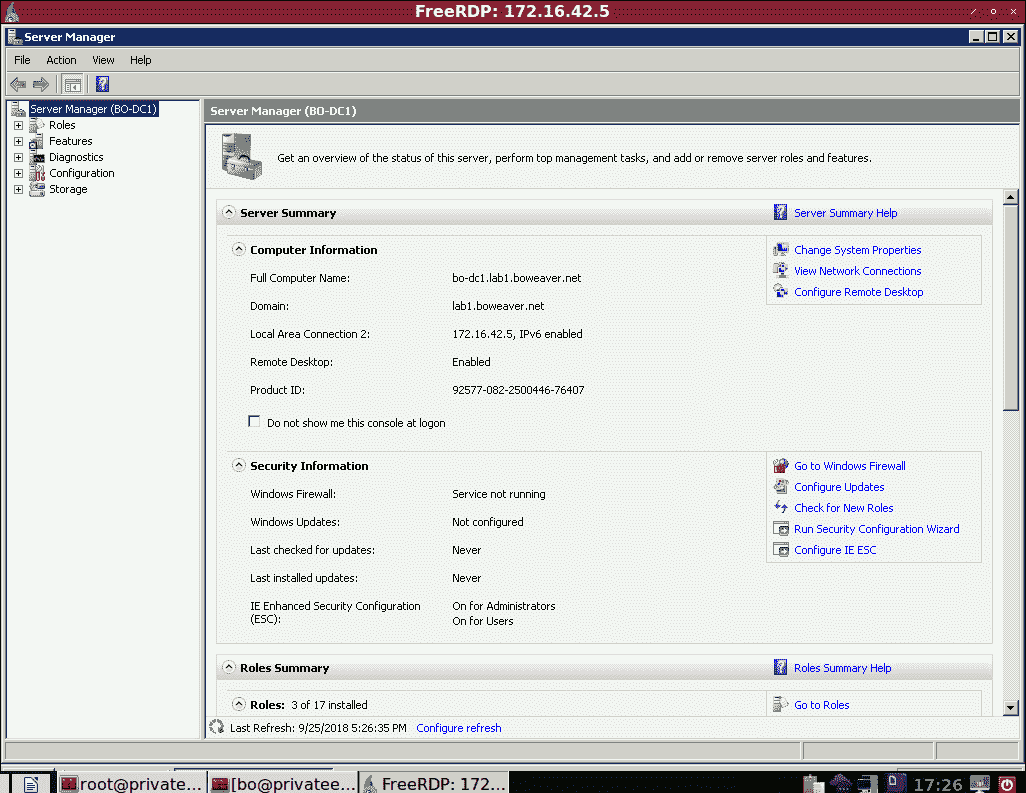 FreeRDP: 172.16.42.5
Server Manager
File Action View Help
Server Manager (BO-DC1)
Roles
Features
Diagnostics
Configuration
Storage
Server Manager (BO-DC1)
Get an overview of the status of this server, perform top management tasks, and add or remove server roles and features.
Server Summary
Server Summary Help
Computer Information
Full Computer Name: bo-dc1.lab1.boweaver.net
Domain: lab1.boweaver.net
Local Area Connection 2: 172.16.42.5, IPv6 enabled
Remote Desktop: Enabled
Product ID: 92577-082-2500446-76407
Do not show me this console at logon
Change System Properties
View Network Connections
Configure Remote Desktop
Security Information
Windows Firewall: Service not running
Windows Updates: Not configured
Last checked for updates: Never
Last installed updates: Never
IE Enhanced Security Configuration (ESC): On for Administrators
On for Users
Go to Windows Firewall
Configure Updates
Check for New Roles
Run Security Configuration Wizard
Configure IE ESC
Roles Summary
Roles Summary Help
Roles: 3 of 17 installed
Go to Roles
Last Refresh: 9/25/2018 5:26:35 PM Configure refresh
root@private... [bo@privatee... FreeRDP: 172... 17:26